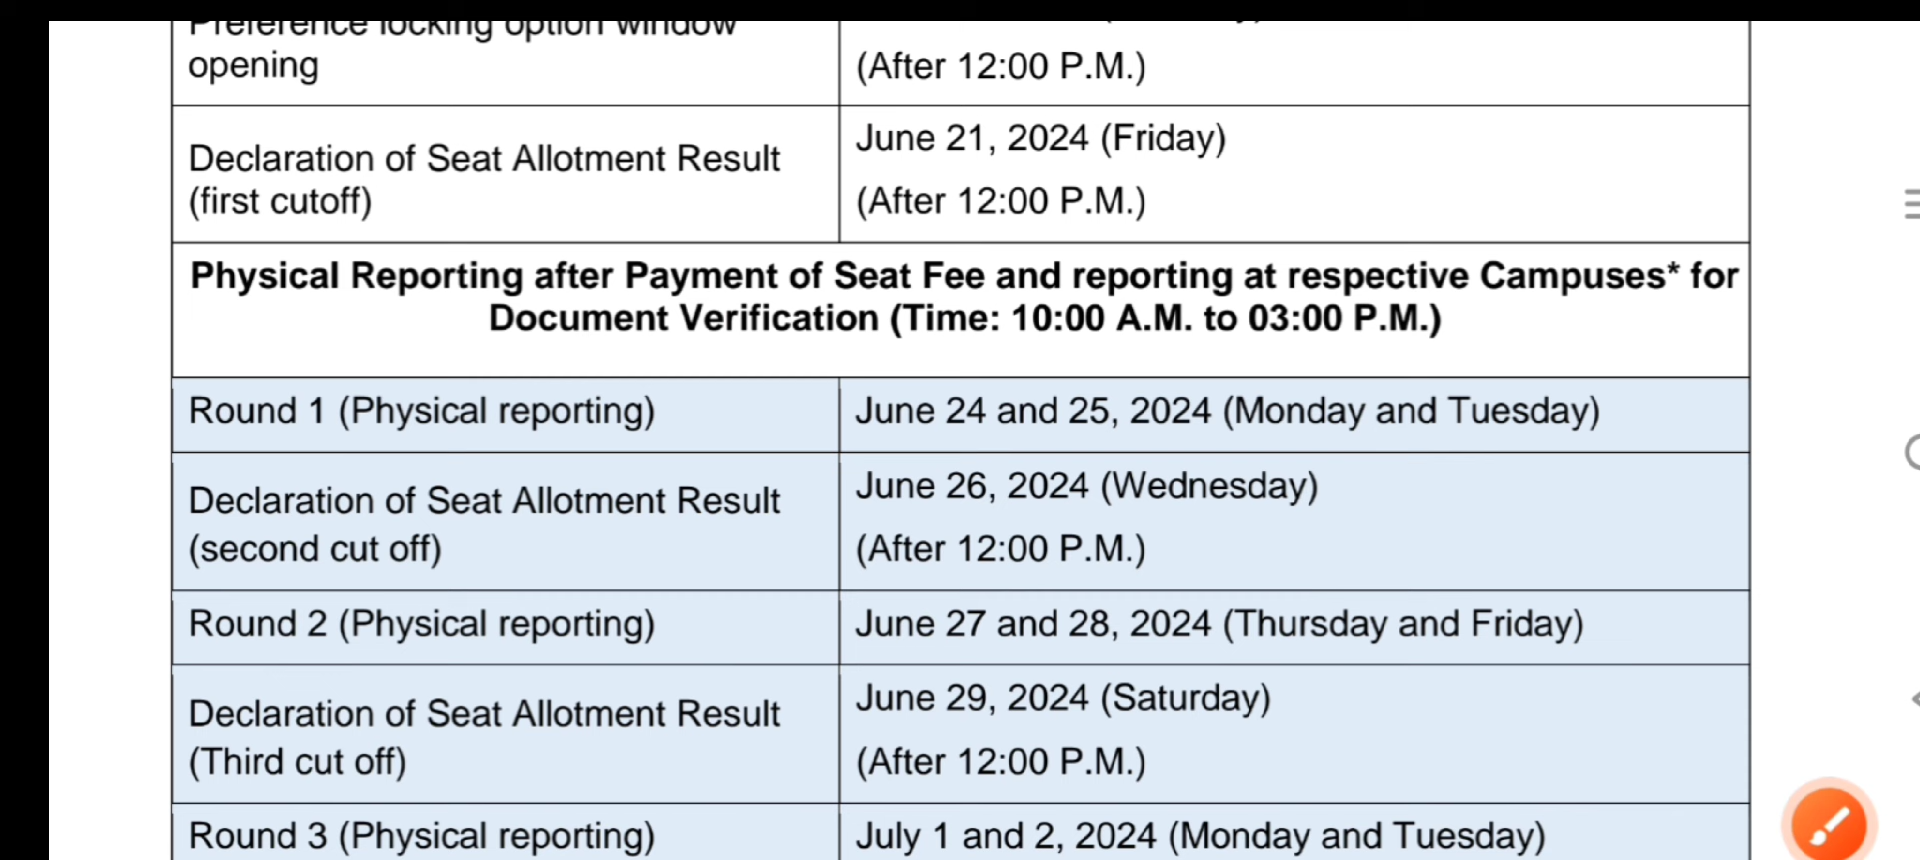 Preference locking option window
opening
(After 12:00 P.M.)
Declaration of Seat Allotment Result
(first cutoff)
June 21, 2024 (Friday)
(After 12:00 P.M.)
Physical Reporting after Payment of Seat Fee and reporting at respective Campuses* for
Document Verification (Time: 10:00 A.M. to 03:00 P.M.)
Round 1 (Physical reporting)
June 24 and 25, 2024 (Monday and Tuesday)
Declaration of Seat Allotment Result
(second cut off)
June 26, 2024 (Wednesday)
(After 12:00 P.M.)
Round 2 (Physical reporting)
June 27 and 28, 2024 (Thursday and Friday)
Declaration of Seat Allotment Result
(Third cut off)
June 29, 2024 (Saturday)
(After 12:00 P.M.)
Round 3 (Physical reporting)
July 1 and 2, 2024 (Monday and Tuesday)